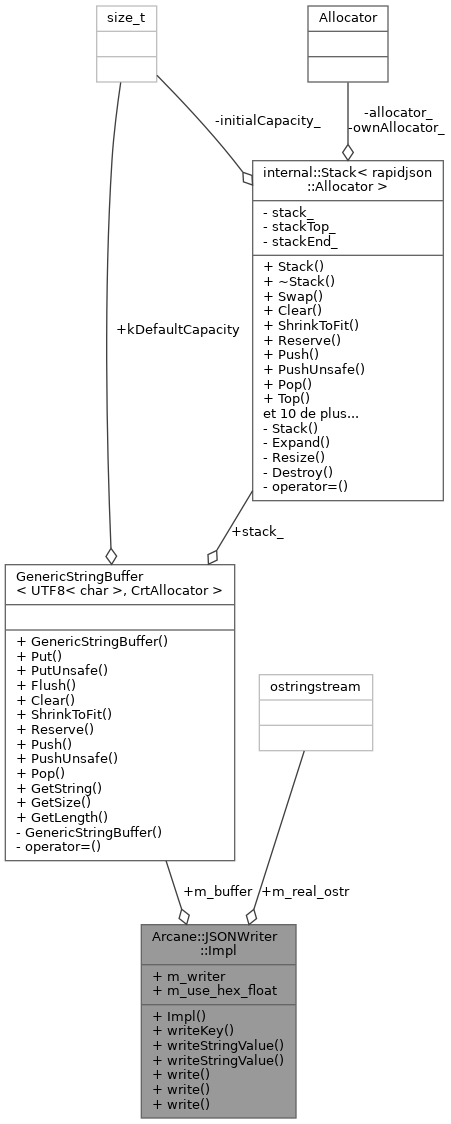 size_t
Allocator
-initialCapacity_
-allocator_
-ownAllocator_
internal::Stack< rapidjson
::Allocator >
- stack_
- stackTop_
- stackEnd_
+ Stack()
+ ~Stack()
+ Swap()
+ Clear()
+ ShrinkToFit()
+ Reserve()
+ Push()
+ PushUnsafe()
+ Pop()
+ Top()
et 10 de plus...
- Stack()
- Expand()
- Resize()
- Destroy()
- operator=()
+kDefaultCapacity
+stack_
GenericStringBuffer
< UTF8< char >, CrtAllocator >
+ GenericStringBuffer()
+ Put()
+ PutUnsafe()
+ Flush()
+ Clear()
+ ShrinkToFit()
+ Reserve()
+ Push()
+ PushUnsafe()
+ Pop()
+ GetString()
+ GetSize()
+ GetLength()
- GenericStringBuffer()
- operator=()
ostringstream
+m_buffer
+m_real_ostr
Arcane::JSONWriter
::Impl
+ m_writer
+ m_use_hex_float
+ Impl()
+ writeKey()
+ writeStringValue()
+ writeStringValue()
+ write()
+ write()
+ write()